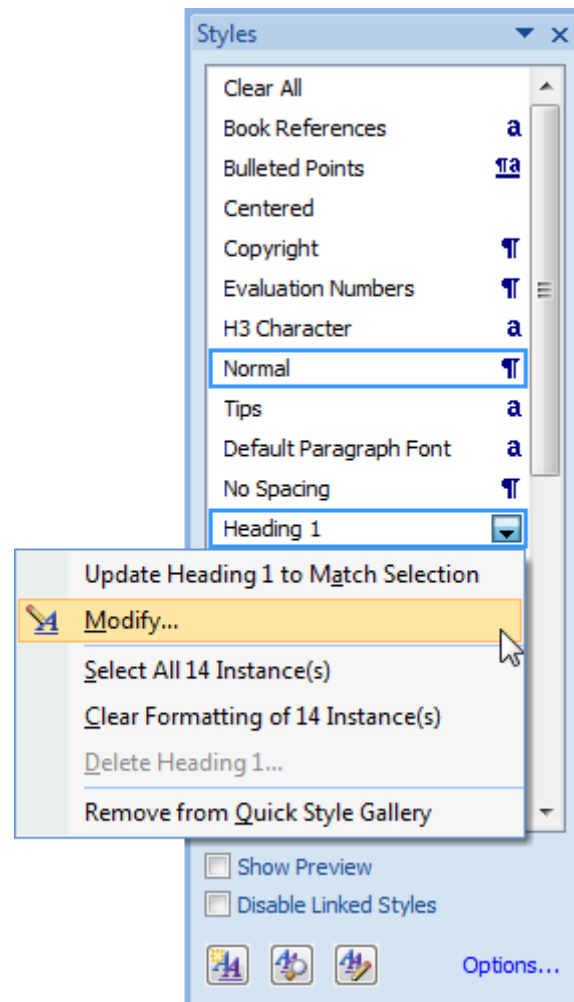 Styles
Clear All
Book References a
Bulleted Points ¶a
Centered
Copyright ¶
Evaluation Numbers ¶
H3 Character a
Normal ¶
Tips a
Default Paragraph Font a
No Spacing ¶
Heading 1
Update Heading 1 to Match Selection
Modify...
Select All 14 Instance(s)
Clear Formatting of 14 Instance(s)
Delete Heading 1...
Remove from Quick Style Gallery
Show Preview
Disable Linked Styles
Options...